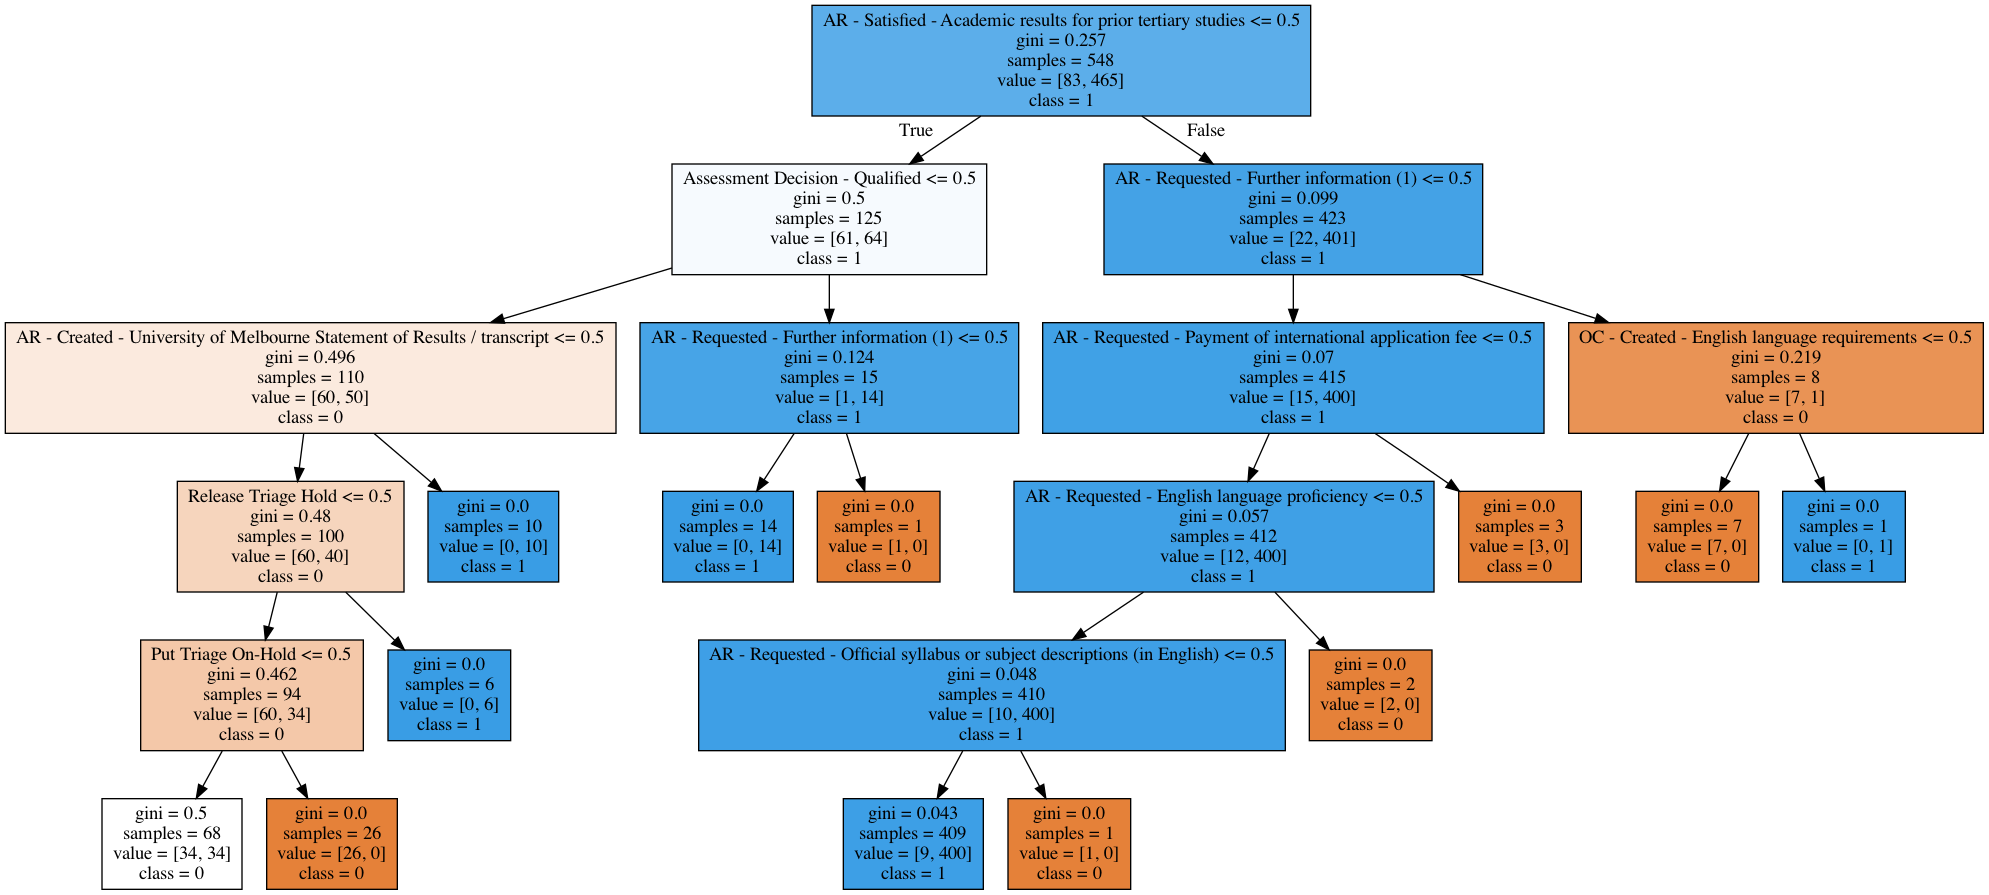 AR - Satisfied - Academic results for prior tertiary studies <= 0.5
gini = 0.257
samples = 548
value = [83, 465]
class = 1
True
False
Assessment Decision - Qualified <= 0.5
gini = 0.5
samples = 125
value = [61, 64]
class = 1
AR - Requested - Further information (1) <= 0.5
gini = 0.099
samples = 423
value = [22, 401]
class = 1
AR - Created - University of Melbourne Statement of Results / transcript <= 0.5
gini = 0.496
samples = 110
value = [60, 50]
class = 0
AR - Requested - Further information (1) <= 0.5
gini = 0.124
samples = 15
value = [1, 14]
class = 1
AR - Requested - Payment of international application fee <= 0.5
gini = 0.07
samples = 415
value = [15, 400]
class = 1
OC - Created - English language requirements <= 0.5
gini = 0.219
samples = 8
value = [7, 1]
class = 0
Release Triage Hold <= 0.5
gini = 0.48
samples = 100
value = [60, 40]
class = 0
gini = 0.0
samples = 10
value = [0, 10]
class = 1
gini = 0.0
samples = 14
value = [0, 14]
class = 1
gini = 0.0
samples = 1
value = [1, 0]
class = 0
AR - Requested - English language proficiency <= 0.5
gini = 0.057
samples = 412
value = [12, 400]
class = 1
gini = 0.0
samples = 3
value = [3, 0]
class = 0
gini = 0.0
samples = 7
value = [7, 0]
class = 0
gini = 0.0
samples = 1
value = [0, 1]
class = 1
Put Triage On-Hold <= 0.5
gini = 0.462
samples = 94
value = [60, 34]
class = 0
gini = 0.0
samples = 6
value = [0, 6]
class = 1
AR - Requested - Official syllabus or subject descriptions (in English) <= 0.5
gini = 0.048
samples = 410
value = [10, 400]
class = 1
gini = 0.0
samples = 2
value = [2, 0]
class = 0
gini = 0.5
samples = 68
value = [34, 34]
class = 0
gini = 0.0
samples = 26
value = [26, 0]
class = 0
gini = 0.043
samples = 409
value = [9, 400]
class = 1
gini = 0.0
samples = 1
value = [1, 0]
class = 0